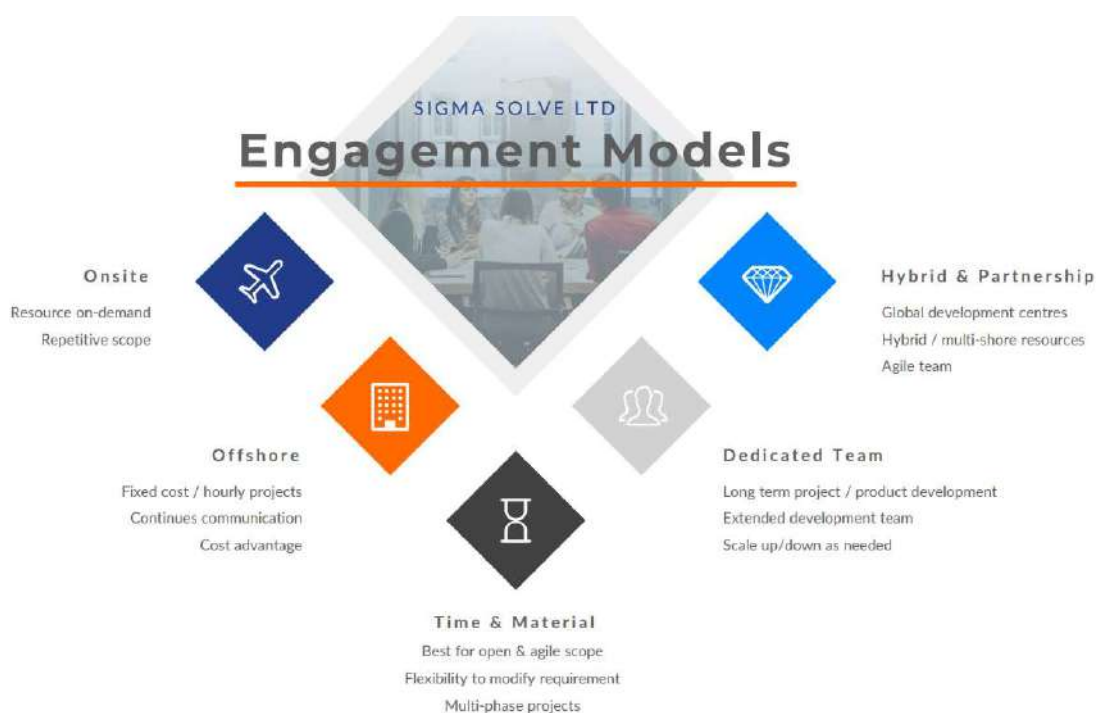 SIGMA SOLVE LTD
Engagement Models
Onsite
Resource on-demand
Repetitive scope
Hybrid & Partnership
Global development centres
Hybrid / multi-shore resources
Agile team
Offshore
Fixed cost / hourly projects
Continues communication
Cost advantage
Dedicated Team
Long term project / product development
Extended development team
Scale up/down as needed
Time & Material
Best for open & agile scope
Flexibility to modify requirement
Multi-phase projects